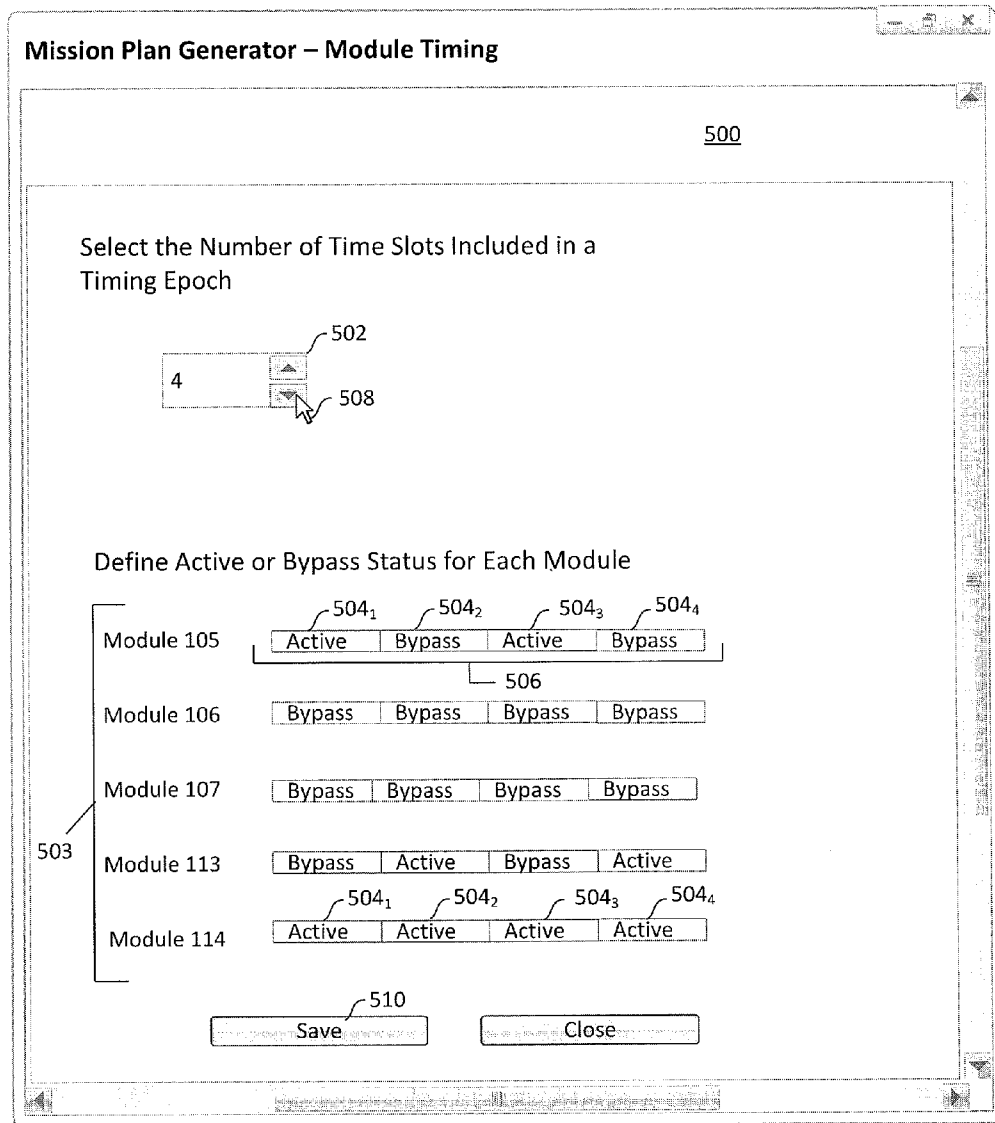 Mission Plan Generator – Module Timing
500
Select the Number of Time Slots Included in a
Timing Epoch
502
4
508
Define Active or Bypass Status for Each Module
504₁ 504₂ 504₃ 504₄
Module 105 Active Bypass Active Bypass
506
Module 106 Bypass Bypass Bypass Bypass
Module 107 Bypass Bypass Bypass Bypass
503
Module 113 Bypass Active Bypass Active
504₁ 504₂ 504₃ 504₄
Module 114 Active Active Active Active
510
Save Close